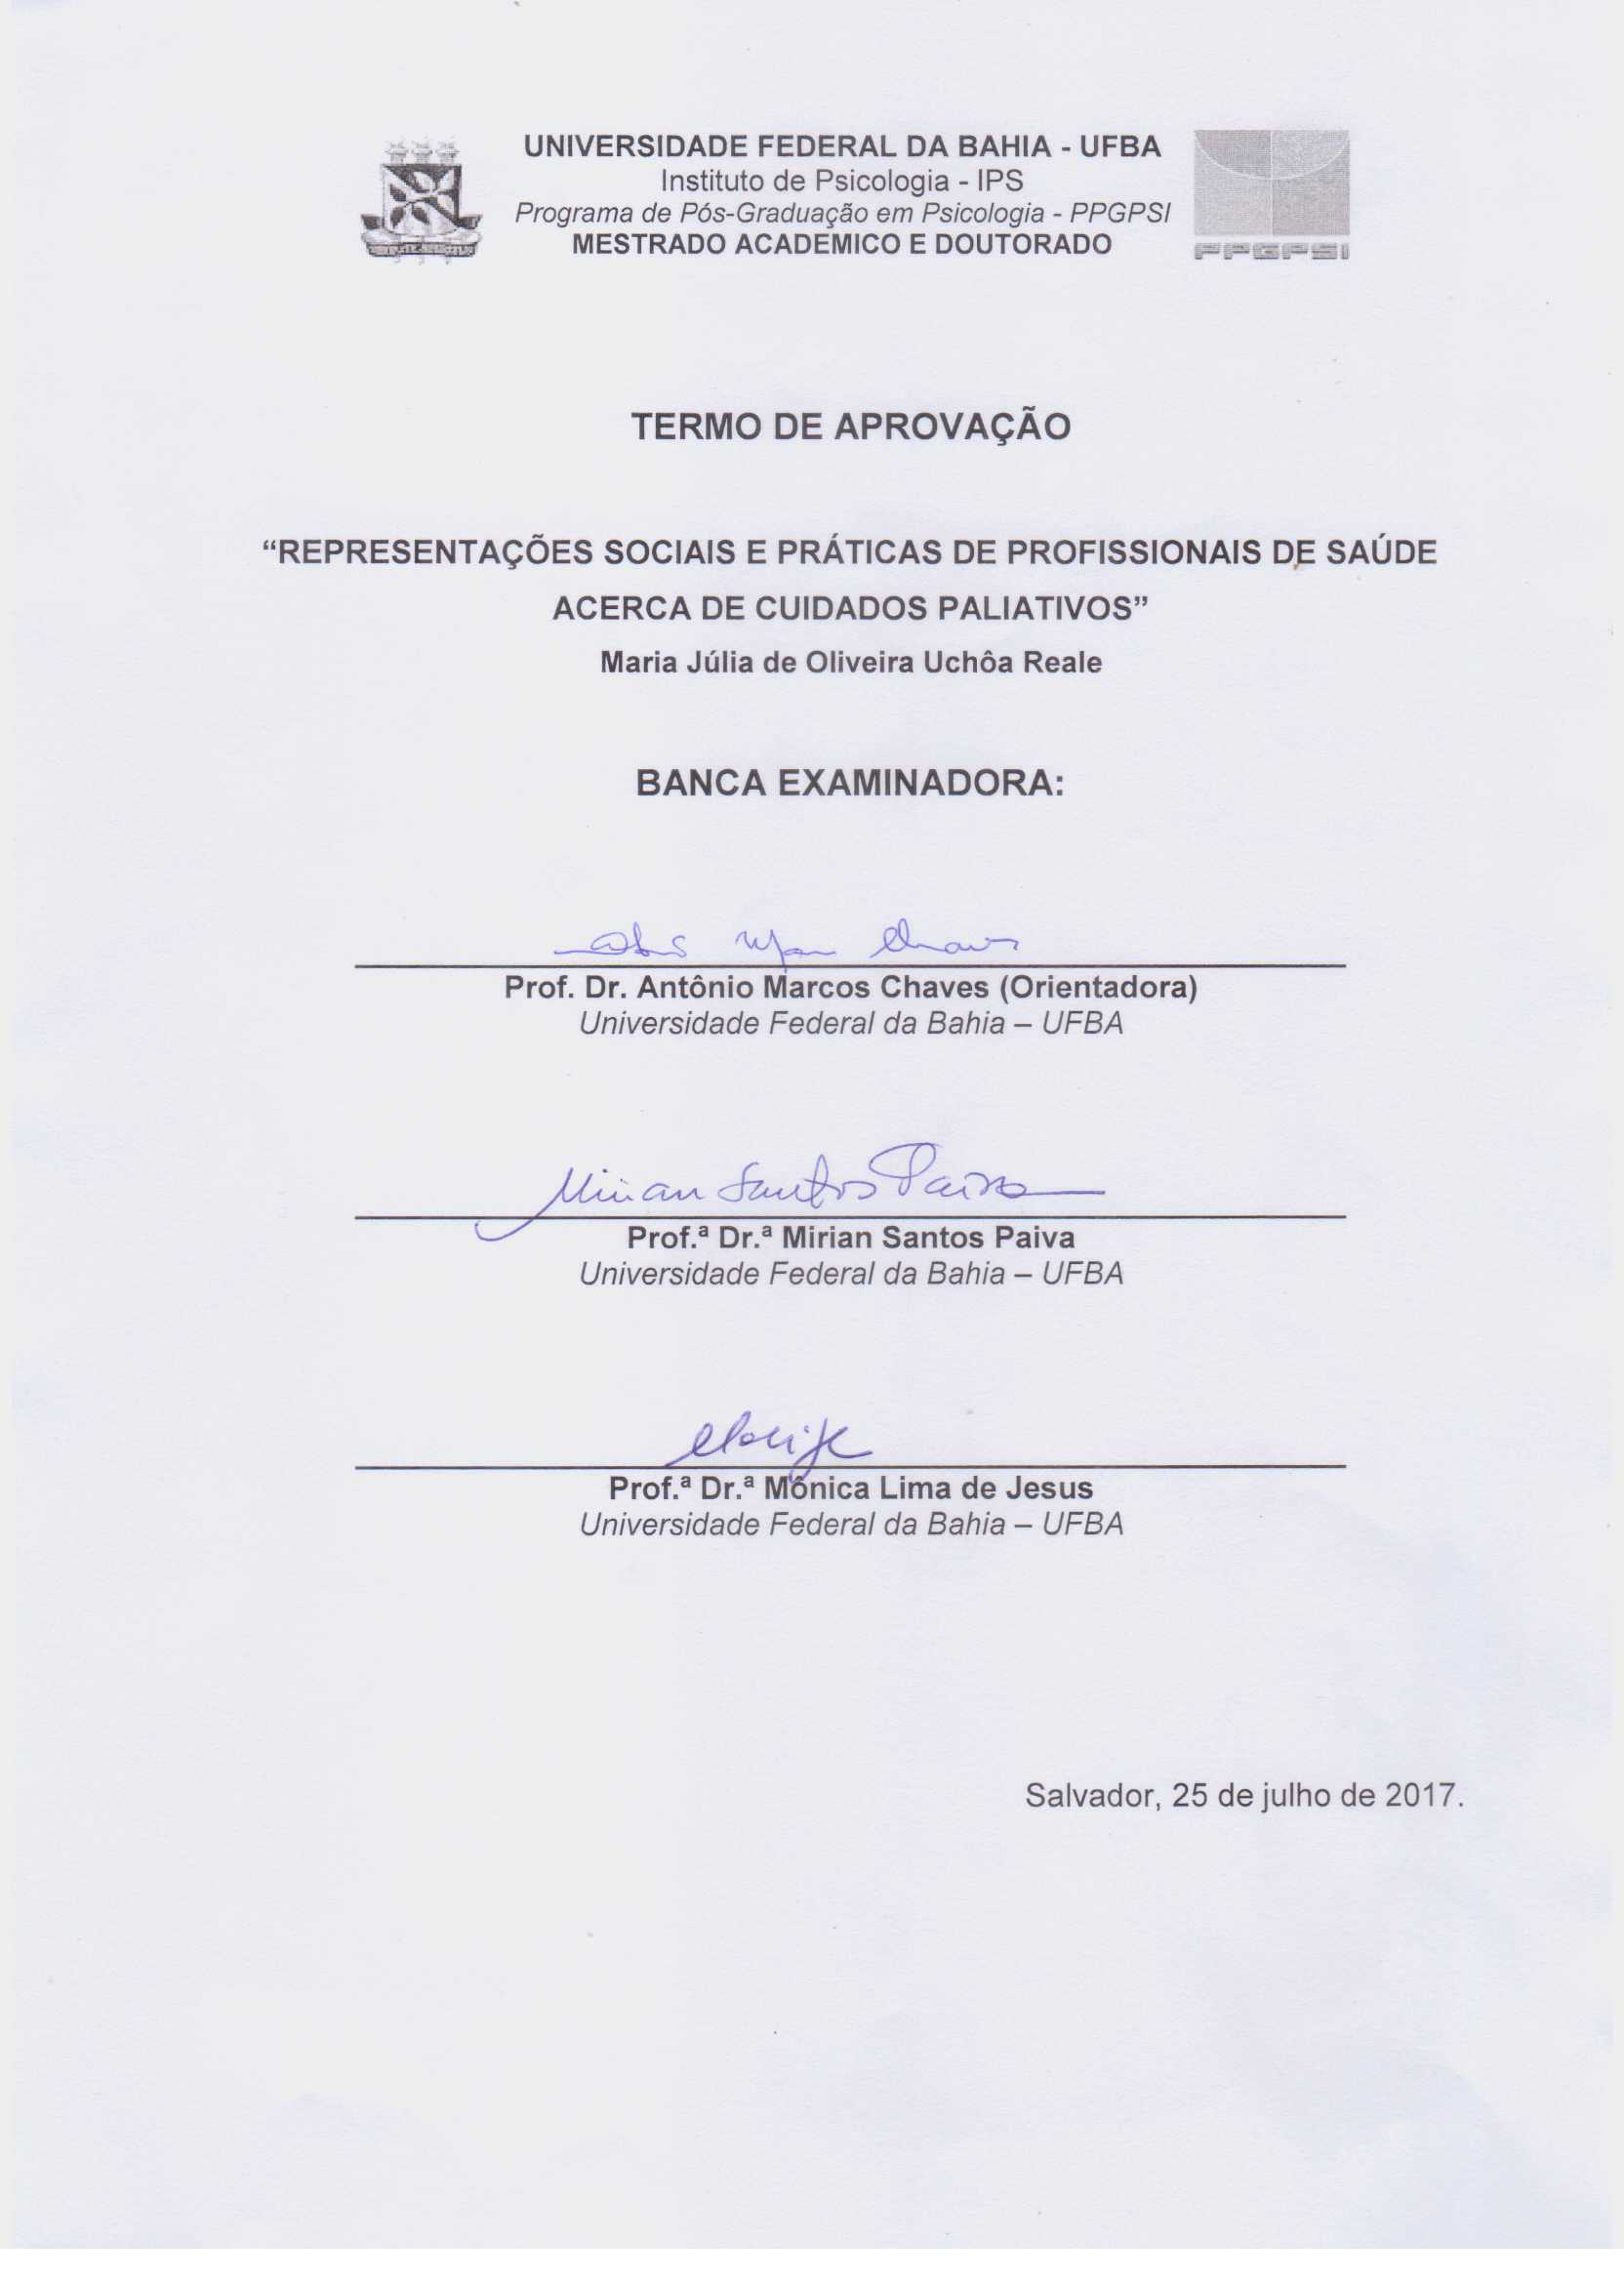 UNIVERSIDADE FEDERAL DA BAHIA - UFBA
Instituto de Psicologia - IPS
Programa de Pós-Graduação em Psicologia - PPGPSI
MESTRADO ACADEMICO E DOUTORADO
PPGPSI
TERMO DE APROVAÇÃO
“REPRESENTAÇÕES SOCIAIS E PRÁTICAS DE PROFISSIONAIS DE SAÚDE
ACERCA DE CUIDADOS PALIATIVOS”
Maria Júlia de Oliveira Uchôa Reale
BANCA EXAMINADORA:
Prof. Dr. Antônio Marcos Chaves (Orientadora)
Universidade Federal da Bahia – UFBA
Mirian Santos Paiva
Prof.ª Dr.ª Mirian Santos Paiva
Universidade Federal da Bahia – UFBA
Prof.ª Dr.ª Mônica Lima de Jesus
Universidade Federal da Bahia – UFBA
Salvador, 25 de julho de 2017.